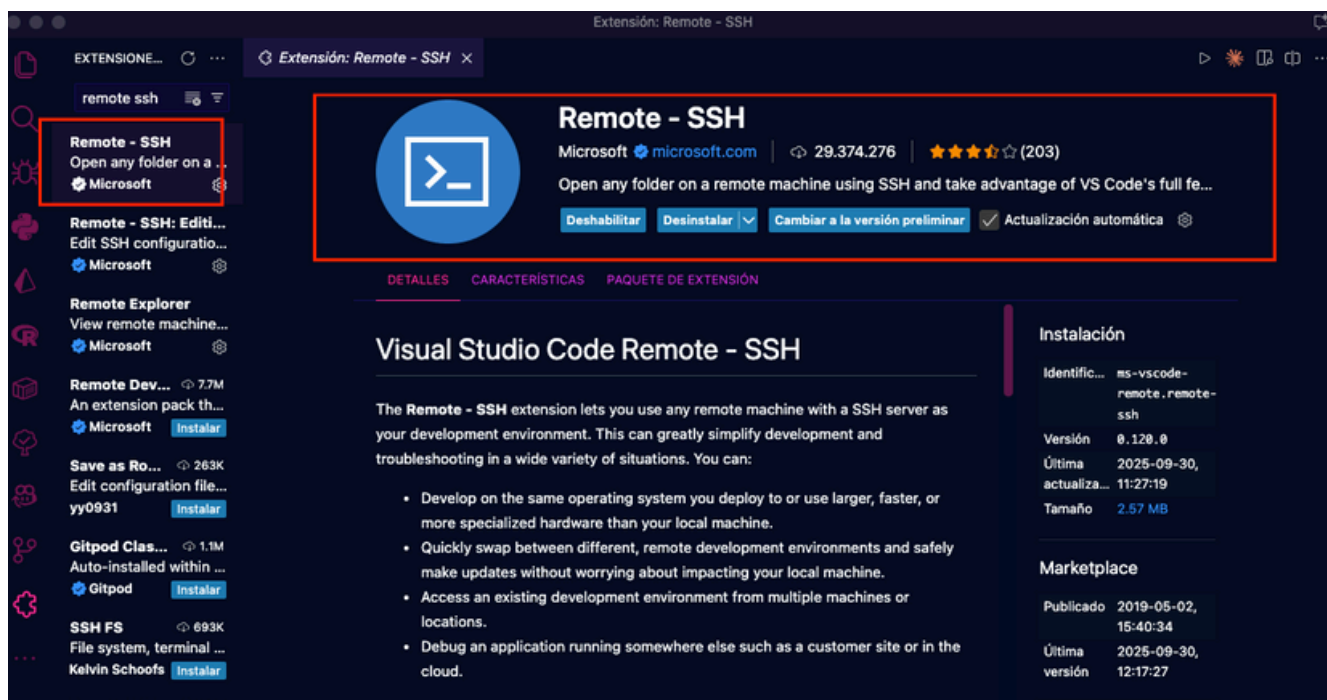 Extensión: Remote - SSH
EXTENSIONE...
Extensión: Remote - SSH
remote ssh
Remote - SSH
Open any folder on a ...
Microsoft
Remote - SSH: Editi...
Edit SSH configuratio...
Microsoft
Remote Explorer
View remote machine...
Microsoft
Remote Dev... 7.7M
An extension pack th...
Microsoft Instalar
Save as Ro... 263K
Edit configuration file...
yy0931 Instalar
Gitpod Clas... 1.1M
Auto-installed within ...
Gitpod Instalar
SSH FS 693K
File system, terminal ...
Kelvin Schoofs Instalar
Remote - SSH
Microsoft microsoft.com 29.374.276 (203)
Open any folder on a remote machine using SSH and take advantage of VS Code's full fe...
Deshabilitar Desinstalar Cambiar a la versión preliminar Actualización automática
DETALLES CARACTERÍSTICAS PAQUETE DE EXTENSIÓN
Visual Studio Code Remote - SSH
The Remote - SSH extension lets you use any remote machine with a SSH server as
your development environment. This can greatly simplify development and
troubleshooting in a wide variety of situations. You can:
• Develop on the same operating system you deploy to or use larger, faster, or
more specialized hardware than your local machine.
• Quickly swap between different, remote development environments and safely
make updates without worrying about impacting your local machine.
• Access an existing development environment from multiple machines or
locations.
• Debug an application running somewhere else such as a customer site or in the
cloud.
Instalación
Identific... ms-vscode-
remote.remote-
ssh
Versión 0.120.0
Última 2025-09-30,
actualiza... 11:27:19
Tamaño 2.57 MB
Marketplace
Publicado 2019-05-02,
15:40:34
Última 2025-09-30,
versión 12:17:27